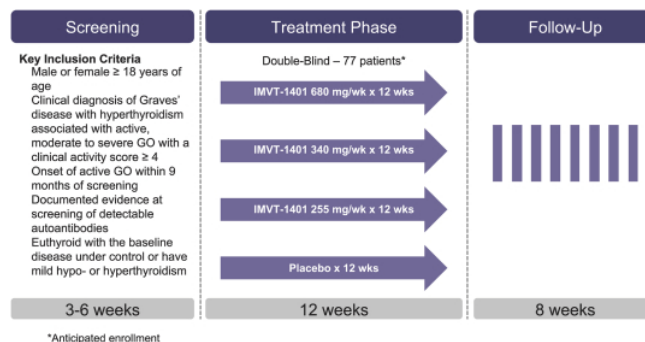 Screening
Treatment Phase
Follow-Up
Key Inclusion Criteria
Male or female ≥ 18 years of
age
Clinical diagnosis of Graves'
disease with hyperthyroidism
associated with active,
moderate to severe GO with a
clinical activity score ≥ 4
Onset of active GO within 9
months of screening
Documented evidence at
screening of detectable
autoantibodies
Euthyroid with the baseline
disease under control or have
mild hypo- or hyperthyroidism
Double-Blind – 77 patients*
IMVT-1401 680 mg/wk x 12 wks
IMVT-1401 340 mg/wk x 12 wks
IMVT-1401 255 mg/wk x 12 wks
Placebo x 12 wks
3-6 weeks
12 weeks
8 weeks
*Anticipated enrollment